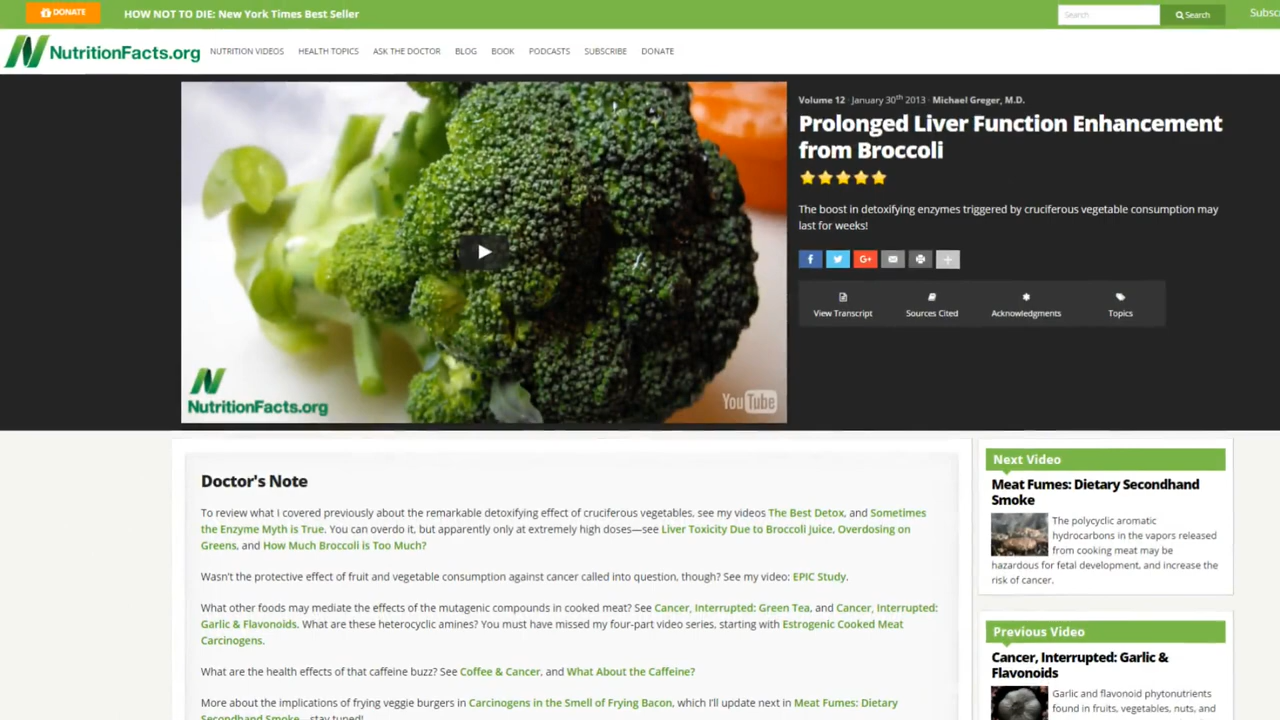 DONATE
HOW NOT TO DIE: New York Times Best Seller
Search
Search
NutritionFacts.org
NUTRITION VIDEOS
HEALTH TOPICS
ASK THE DOCTOR
BLOG
BOOK
PODCASTS
SUBSCRIBE
DONATE
NutritionFacts.org
YouTube
Volume 12 · January 30th 2013 · Michael Greger, M.D.
Prolonged Liver Function Enhancement
from Broccoli
The boost in detoxifying enzymes triggered by cruciferous vegetable consumption may
last for weeks!
View Transcript
Sources Cited
Acknowledgments
Topics
Doctor's Note
To review what I covered previously about the remarkable detoxifying effect of cruciferous vegetables, see my videos The Best Detox, and Sometimes
the Enzyme Myth is True. You can overdo it, but apparently only at extremely high doses—see Liver Toxicity Due to Broccoli Juice, Overdosing on
Greens, and How Much Broccoli is Too Much?
Wasn't the protective effect of fruit and vegetable consumption against cancer called into question, though? See my video: EPIC Study.
What other foods may mediate the effects of the mutagenic compounds in cooked meat? See Cancer, Interrupted: Green Tea, and Cancer, Interrupted:
Garlic & Flavonoids. What are these heterocyclic amines? You must have missed my four-part video series, starting with Estrogenic Cooked Meat
Carcinogens.
What are the health effects of that caffeine buzz? See Coffee & Cancer, and What About the Caffeine?
More about the implications of frying veggie burgers in Carcinogens in the Smell of Frying Bacon, which I'll update next in Meat Fumes: Dietary
Secondhand Smoke—stay tuned!
Next Video
Meat Fumes: Dietary Secondhand
Smoke
The polycyclic aromatic
hydrocarbons in the vapors released
from cooking meat may be
hazardous for fetal development, and increase the
risk of cancer.
Previous Video
Cancer, Interrupted: Garlic &
Flavonoids
Garlic and flavonoid phytonutrients
found in fruits, vegetables, nuts, and